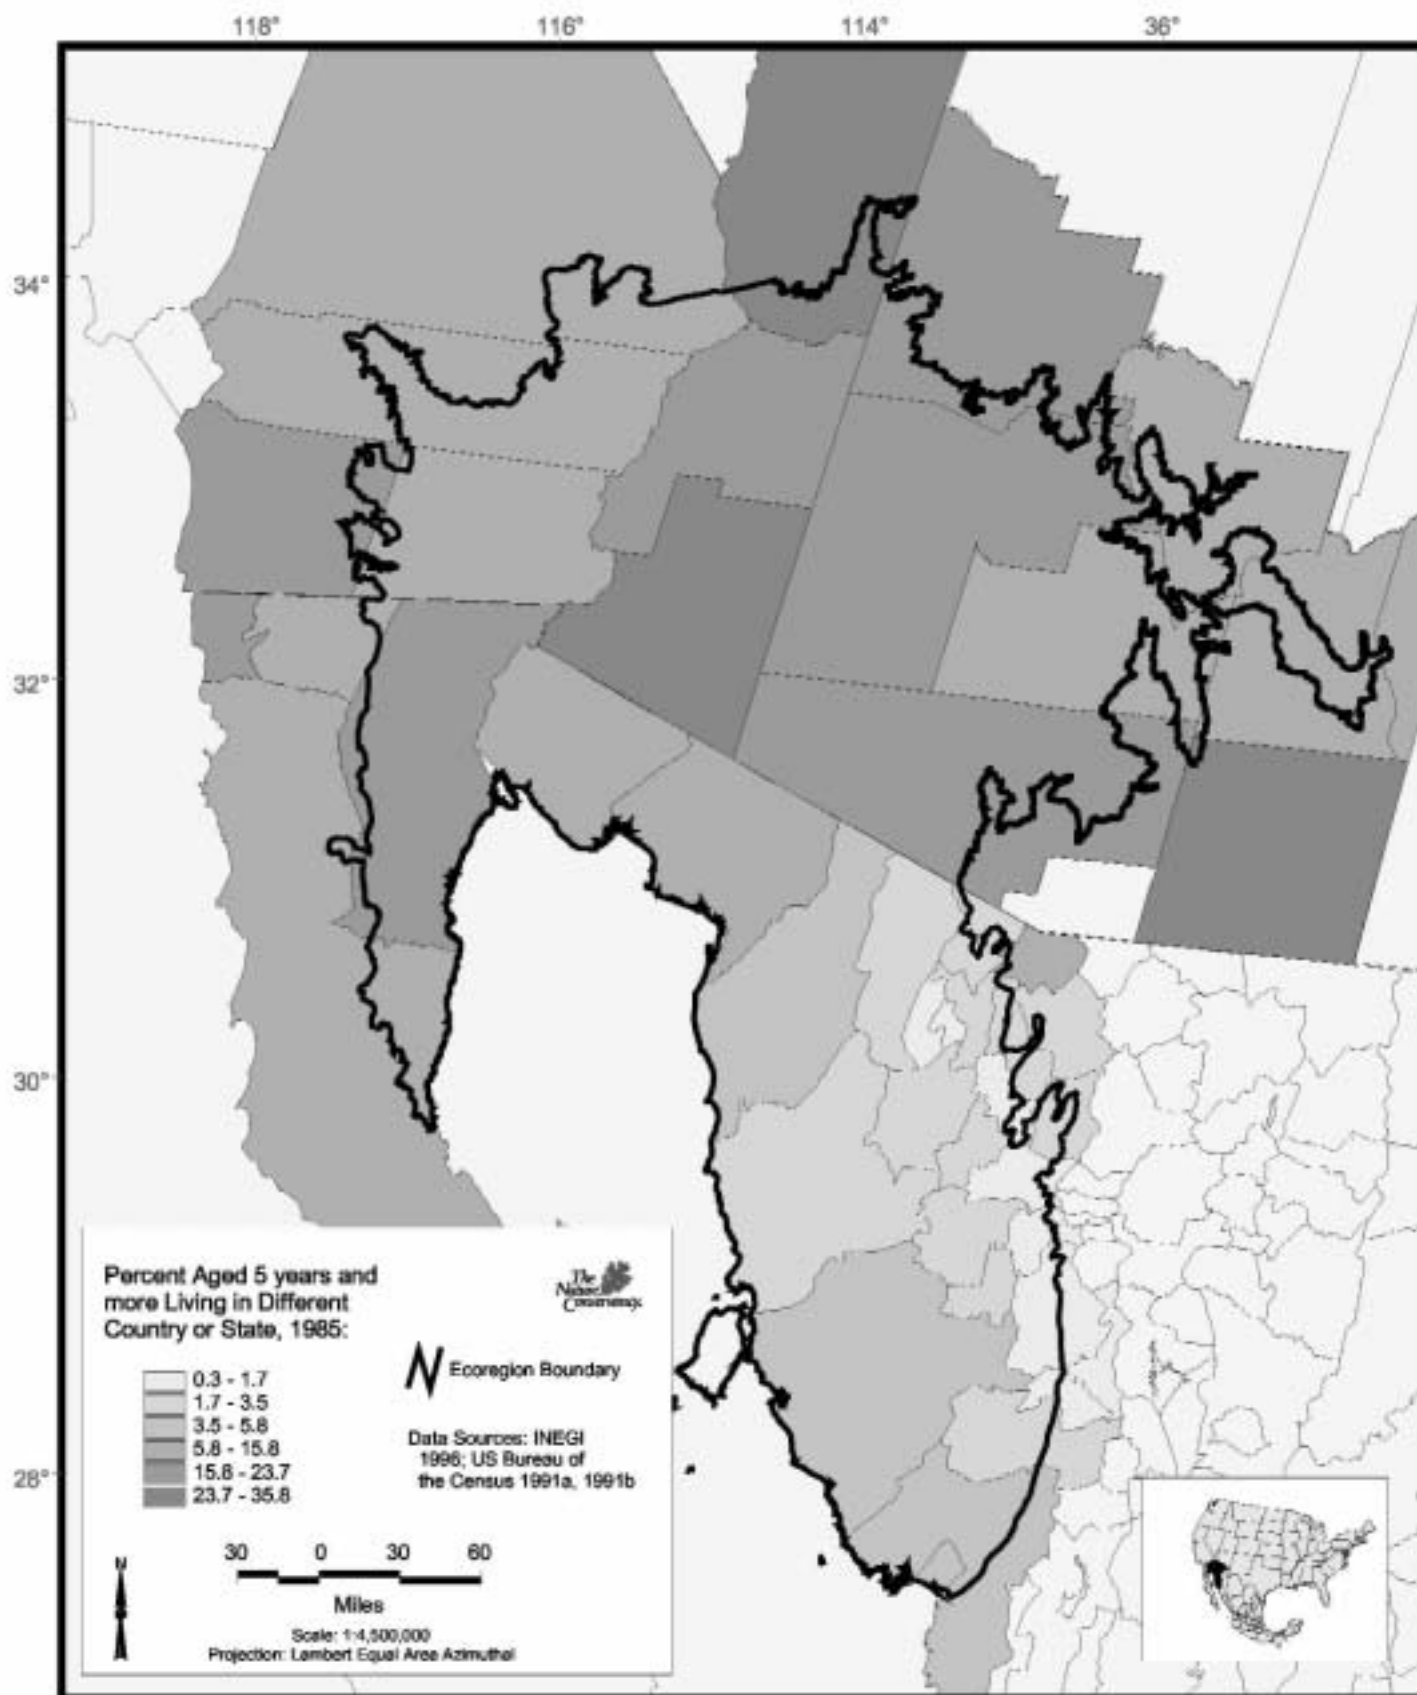 118° 116° 114° 36°
34°
32°
30°
28°
Percent Aged 5 years and
more Living in Different
Country or State, 1985:
The
Nature
Conservancy.
0.3 - 1.7
1.7 - 3.5
3.5 - 5.8
5.8 - 15.8
15.8 - 23.7
23.7 - 35.8
Ecoregion Boundary
Data Sources: INEGI
1996; US Bureau of
the Census 1991a, 1991b
N
30 0 30 60
Miles
Scale: 1:4,500,000
Projection: Lambert Equal Area Azimuthal